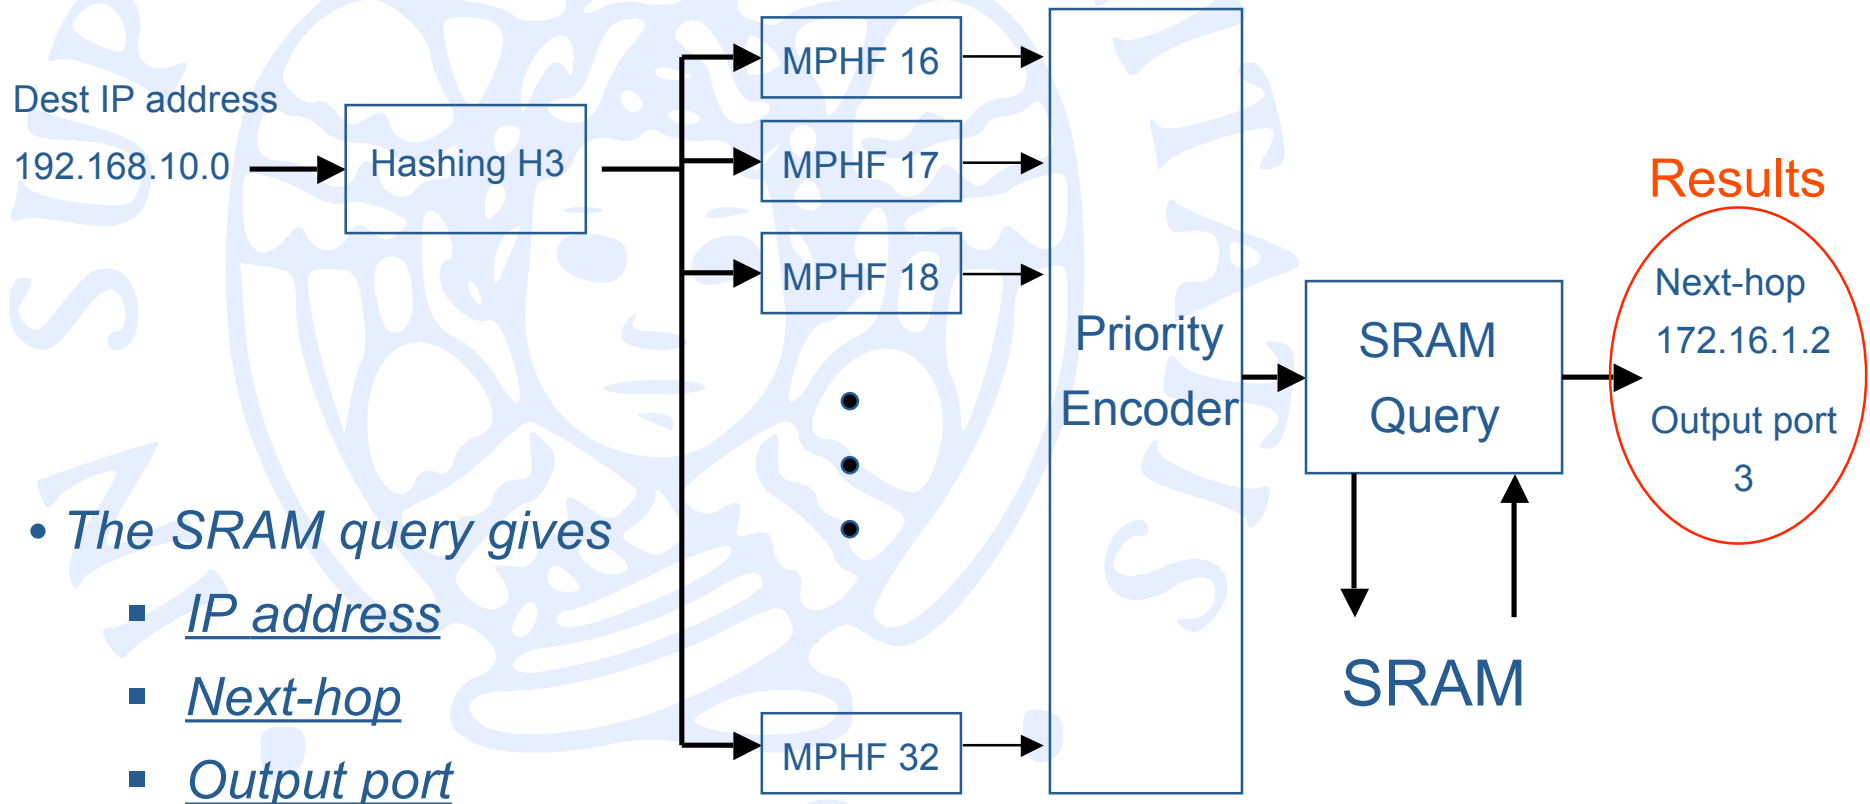 Dest IP address
192.168.10.0
Hashing H3
MPHF 16
MPHF 17
MPHF 18
MPHF 32
Priority
Encoder
SRAM
Query
SRAM
Results
Next-hop
172.16.1.2
Output port
3
• The SRAM query gives
▪ IP address
▪ Next-hop
▪ Output port